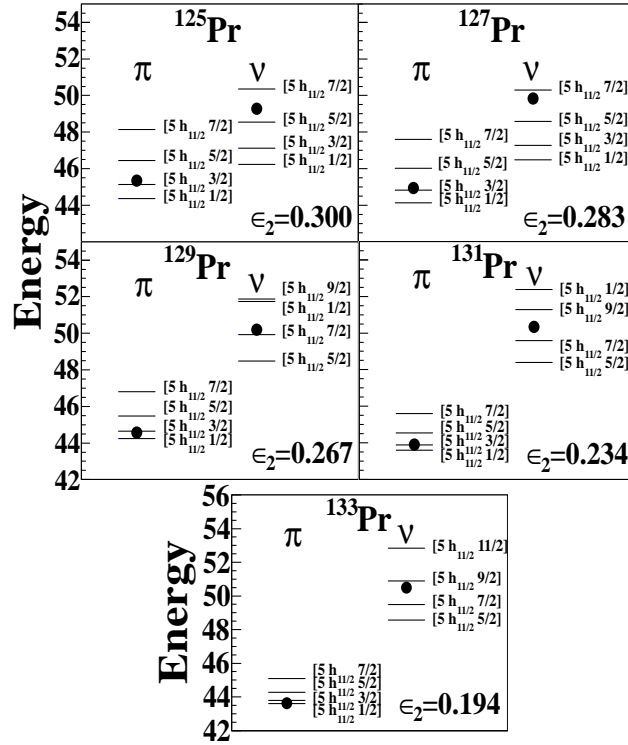 Energy
54
52
50
48
46
44
125Pr
π
ν
[5 h11/2 7/2]
[5 h11/2 5/2]
[5 h11/2 3/2]
[5 h11/2 1/2]
[5 h11/2 7/2]
[5 h11/2 5/2]
[5 h11/2 3/2]
[5 h11/2 1/2]
ϵ2=0.300
127Pr
π
ν
[5 h11/2 7/2]
[5 h11/2 5/2]
[5 h11/2 3/2]
[5 h11/2 1/2]
[5 h11/2 7/2]
[5 h11/2 5/2]
[5 h11/2 3/2]
[5 h11/2 1/2]
ϵ2=0.283
54
52
50
48
46
44
42
129Pr
π
ν
[5 h11/2 9/2]
[5 h11/2 1/2]
[5 h11/2 7/2]
[5 h11/2 5/2]
[5 h11/2 7/2]
[5 h11/2 5/2]
[5 h11/2 3/2]
[5 h11/2 1/2]
ϵ2=0.267
131Pr
π
ν
[5 h11/2 1/2]
[5 h11/2 9/2]
[5 h11/2 7/2]
[5 h11/2 5/2]
[5 h11/2 7/2]
[5 h11/2 5/2]
[5 h11/2 3/2]
[5 h11/2 1/2]
ϵ2=0.234
Energy
56
54
52
50
48
46
44
42
133Pr
π
ν
[5 h11/2 11/2]
[5 h11/2 9/2]
[5 h11/2 7/2]
[5 h11/2 5/2]
[5 h11/2 7/2]
[5 h11/2 5/2]
[5 h11/2 3/2]
[5 h11/2 1/2]
ϵ2=0.194